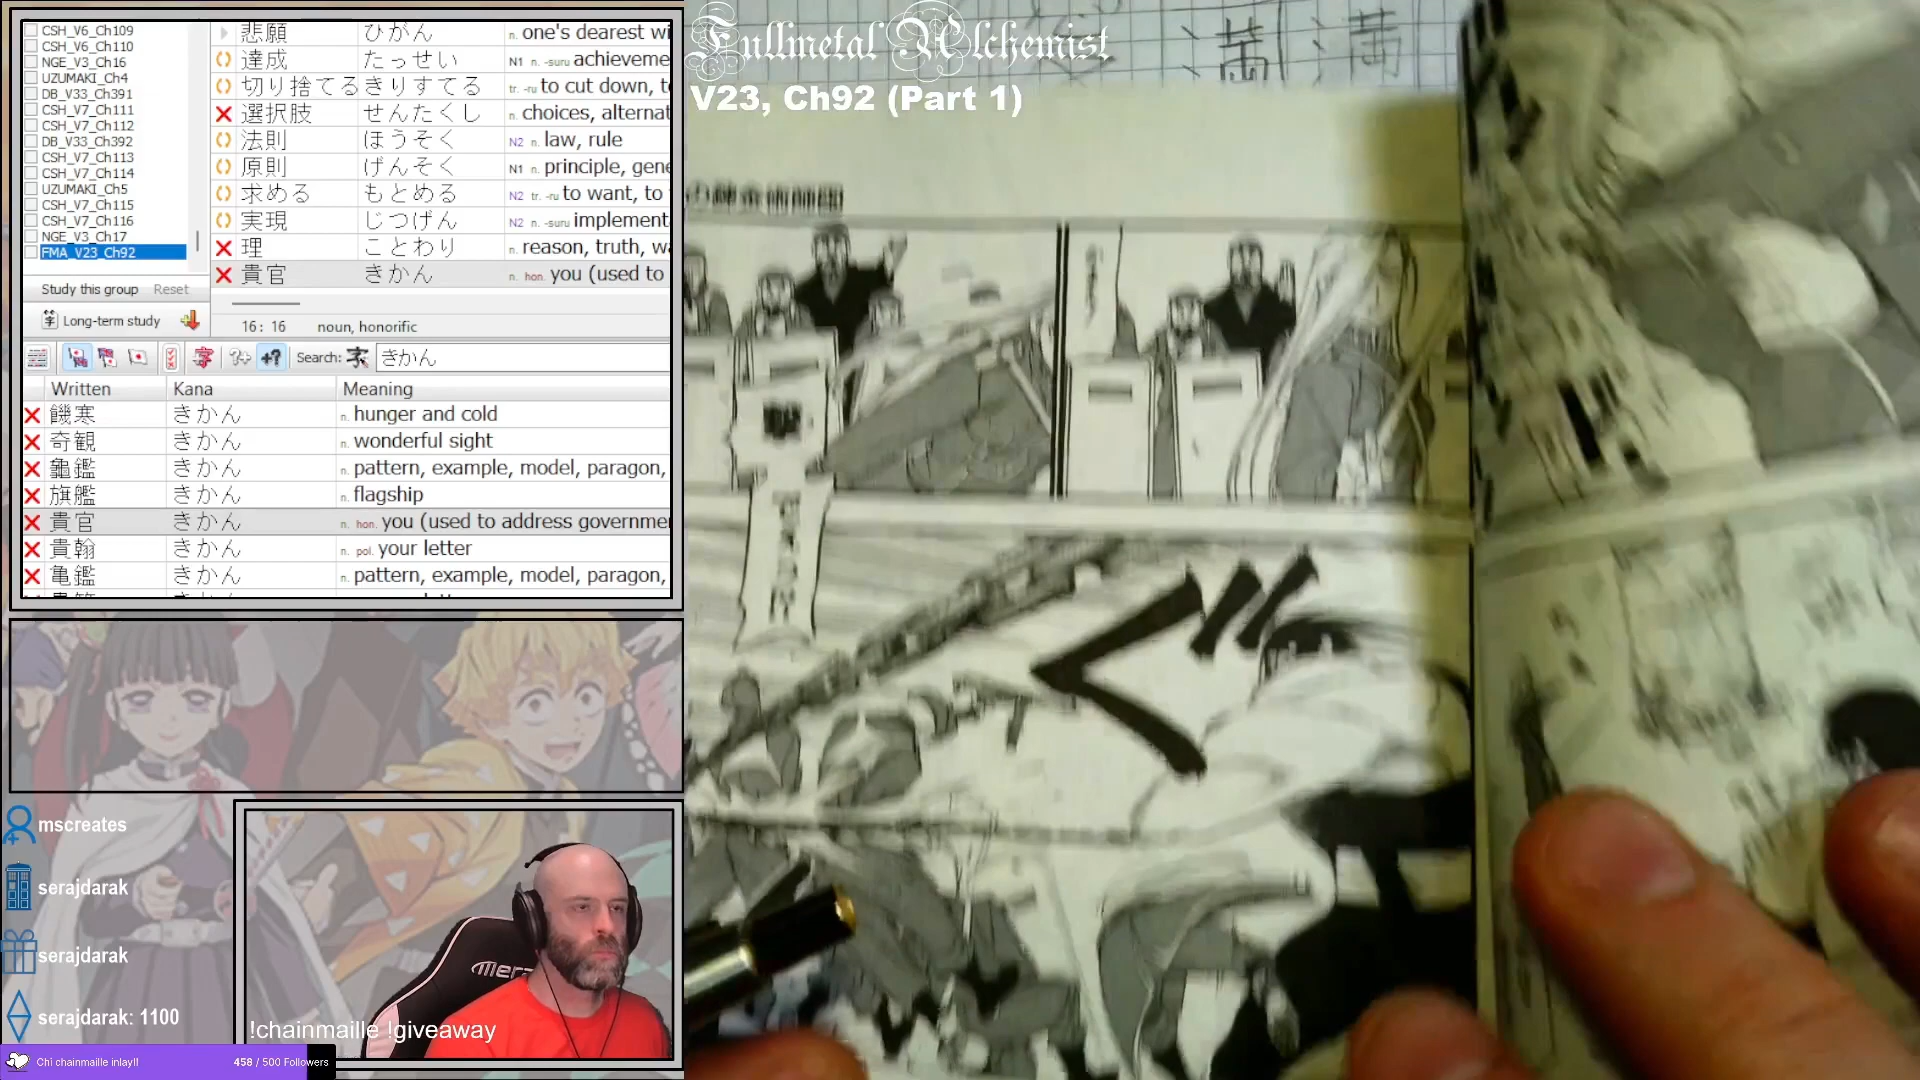 CSH_V6_Ch109
CSH_V6_Ch110
NGE_V3_Ch16
UZUMAKI_Ch4
DB_V33_Ch391
CSH_V7_Ch111
CSH_V7_Ch112
DB_V33_Ch392
CSH_V7_Ch113
CSH_V7_Ch114
UZUMAKI_Ch5
CSH_V7_Ch115
CSH_V7_Ch116
NGE_V3_Ch17
FMA_V23_Ch92
Study this group Reset
Long-term study
悲願 ひがん n. one's dearest wi
達成 たっせい N1 n. -suru achieveme
切り捨てる きりすてる tr. -ru to cut down, t
選択肢 せんたくし n. choices, alternat
法則 ほうそく N2 n. law, rule
原則 げんそく N1 n. principle, gene
求める もとめる N2 tr. -ru to want, to
実現 じつげん N2 n. -suru implement
理 ことわり n. reason, truth, wa
貴官 きかん n. hon. you (used to
16: 16 noun, honorific
Search: きかん
Written Kana Meaning
饑寒 きかん n. hunger and cold
奇観 きかん n. wonderful sight
龜鑑 きかん n. pattern, example, model, paragon,
旗艦 きかん n. flagship
貴官 きかん n. hon. you (used to address governme
貴翰 きかん n. pol. your letter
亀鑑 きかん n. pattern, example, model, paragon,
Fullmetal Alchemist
V23, Ch92 (Part 1)
満 満
ぐ
mscreates
serajdarak
serajdarak
serajdarak: 1100
merax
!chainmaille !giveaway
Chi chainmaille inlay!!
458 / 500 Followers